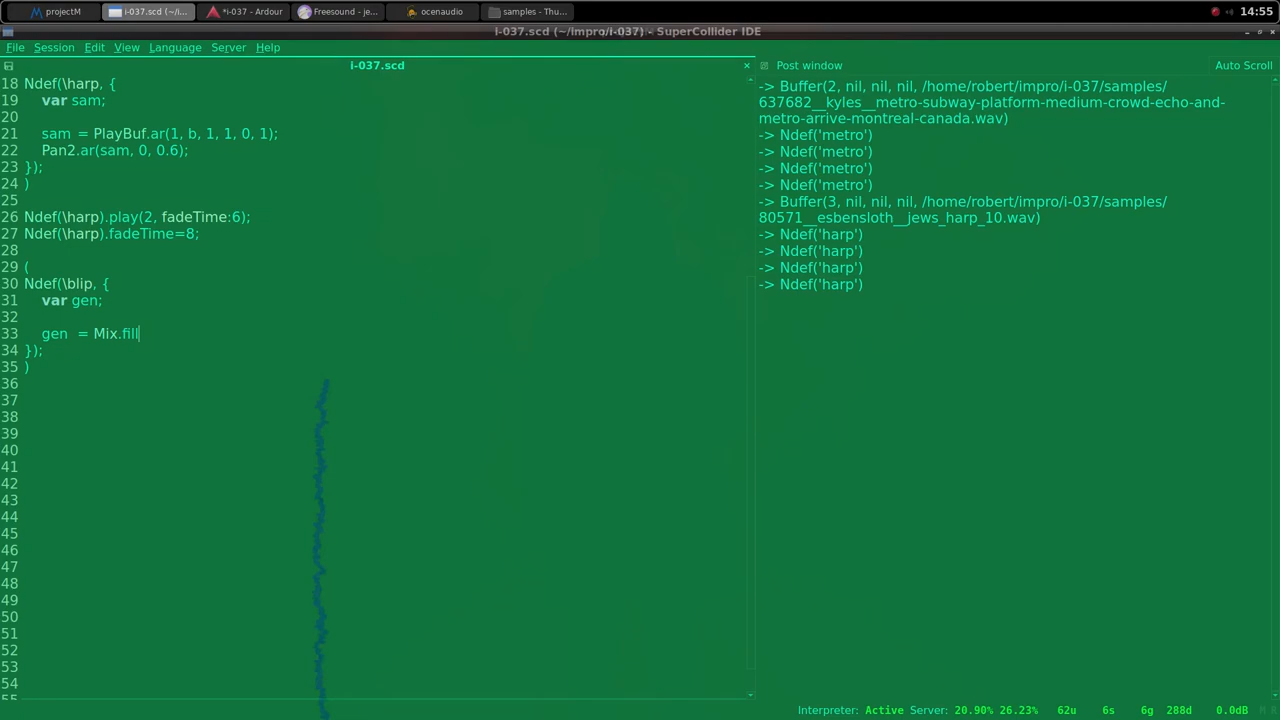 projectM
i-037.scd (~/i...
*i-037 - Ardour
Freesound - je...
ocenaudio
samples - Thu...
14:55
i-037.scd (~/impro/i-037) - SuperCollider IDE
File Session Edit View Language Server Help
i-037.scd
18 Ndef(\harp, {
19 var sam;
20
21 sam = PlayBuf.ar(1, b, 1, 1, 0, 1);
22 Pan2.ar(sam, 0, 0.6);
23 });
24 )
25
26 Ndef(\harp).play(2, fadeTime:6);
27 Ndef(\harp).fadeTime=8;
28
29 (
30 Ndef(\blip, {
31 var gen;
32
33 gen = Mix.fill
34 });
35 )
36
37
38
39
40
41
42
43
44
45
46
47
48
49
50
51
52
53
54
55
Post window
Auto Scroll
-> Buffer(2, nil, nil, nil, /home/robert/impro/i-037/samples/
637682__kyles__metro-subway-platform-medium-crowd-echo-and-
metro-arrive-montreal-canada.wav)
-> Ndef('metro')
-> Ndef('metro')
-> Ndef('metro')
-> Ndef('metro')
-> Buffer(3, nil, nil, nil, /home/robert/impro/i-037/samples/
80571__esbensloth__jews_harp_10.wav)
-> Ndef('harp')
-> Ndef('harp')
-> Ndef('harp')
-> Ndef('harp')
Interpreter: Active Server: 20.90% 26.23% 62u 6s 6g 288d 0.0dB